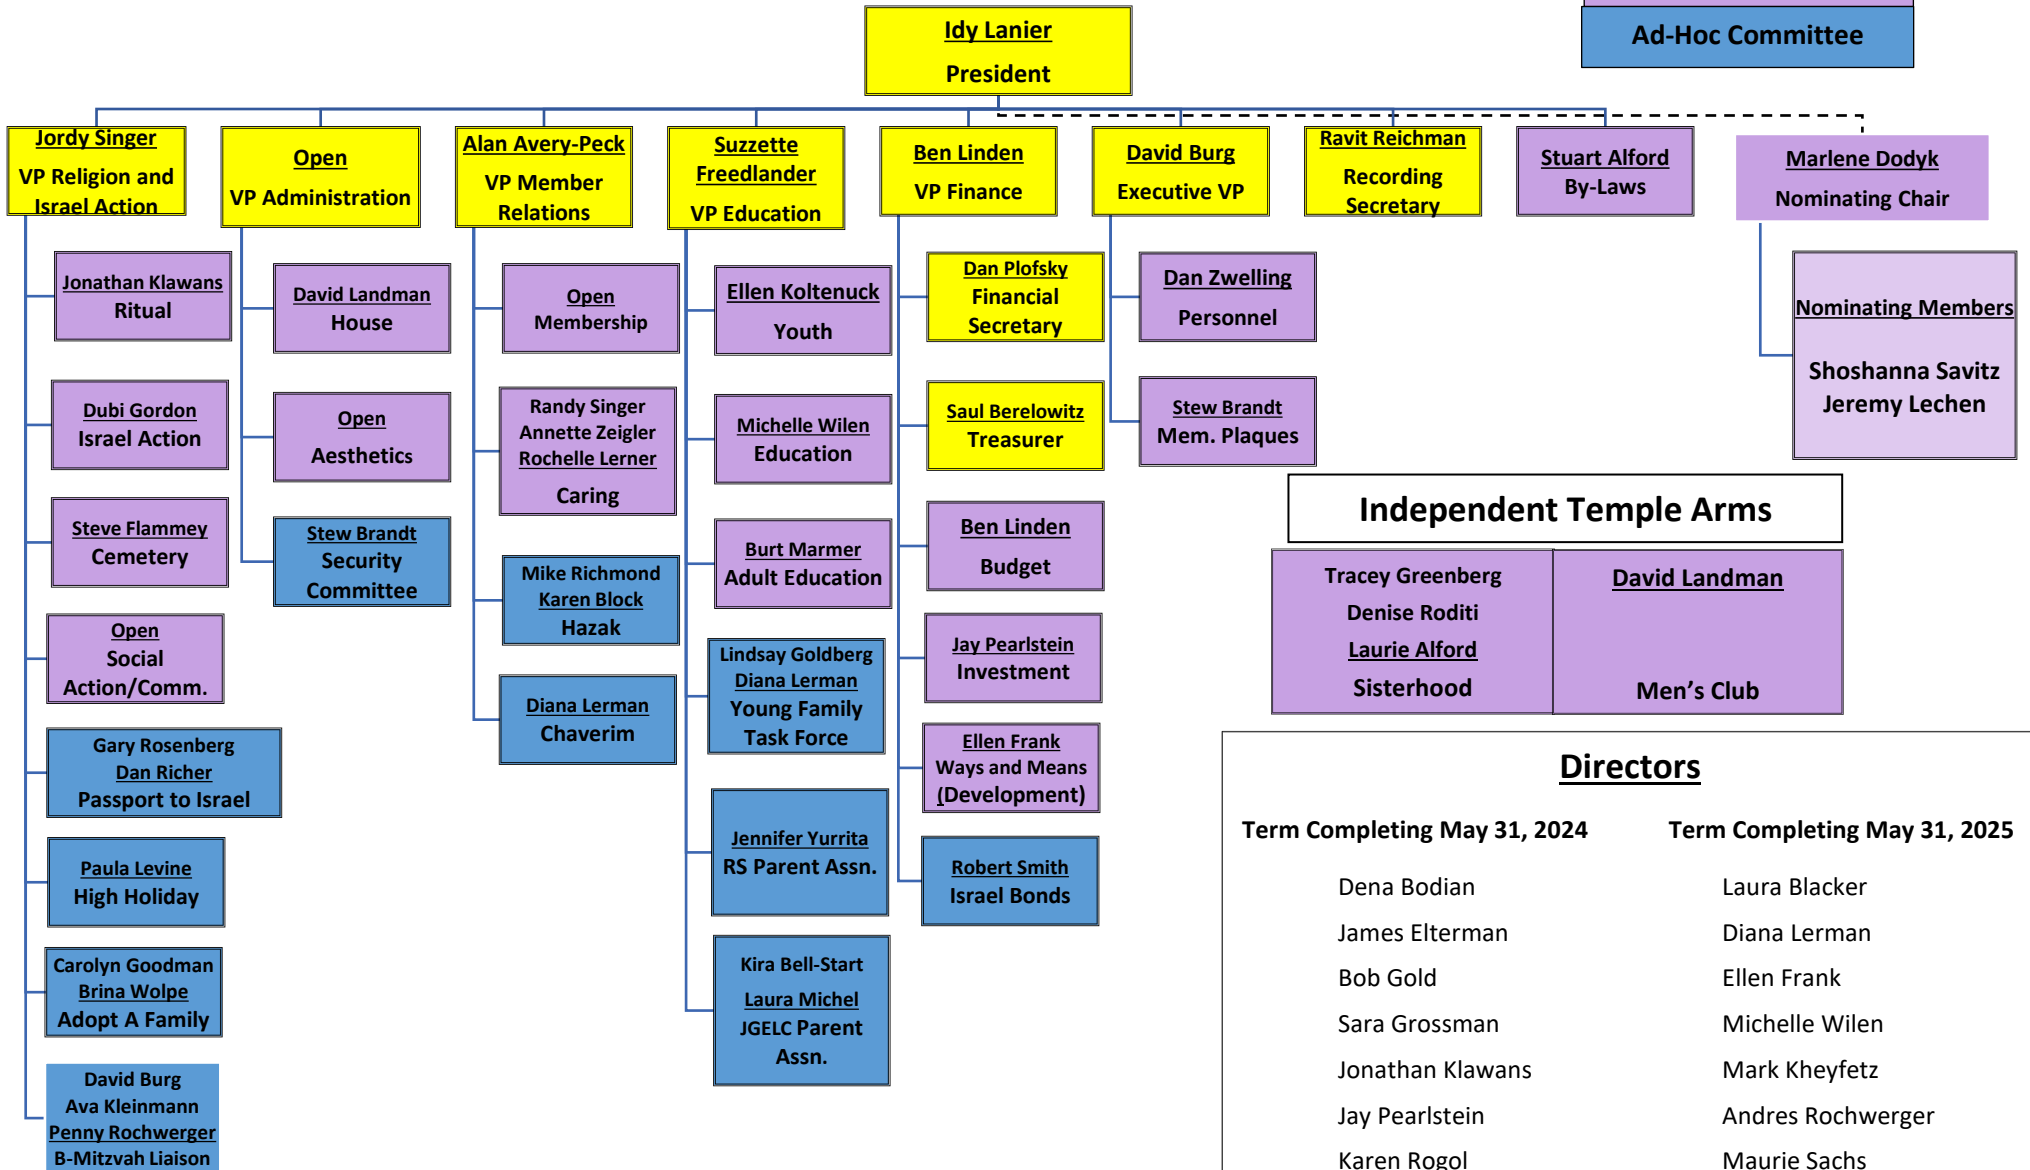 Ad-Hoc Committee
Idy Lanier
President
Jordy Singer
VP Religion and
Israel Action
Open
VP Administration
Alan Avery-Peck
VP Member
Relations
Suzzette
Freedlander
VP Education
Ben Linden
VP Finance
David Burg
Executive VP
Ravit Reichman
Recording
Secretary
Stuart Alford
By-Laws
Marlene Dodyk
Nominating Chair
Jonathan Klawans
Ritual
Dubi Gordon
Israel Action
Steve Flammey
Cemetery
Open
Social
Action/Comm.
Gary Rosenberg
Dan Richer
Passport to Israel
Paula Levine
High Holiday
Carolyn Goodman
Brina Wolpe
Adopt A Family
David Burg
Ava Kleinmann
Penny Rochwerger
B-Mitzvah Liaison
David Landman
House
Open
Aesthetics
Stew Brandt
Security
Committee
Open
Membership
Randy Singer
Annette Zeigler
Rochelle Lerner
Caring
Mike Richmond
Karen Block
Hazak
Diana Lerman
Chaverim
Ellen Koltenuck
Youth
Michelle Wilen
Education
Burt Marmer
Adult Education
Lindsay Goldberg
Diana Lerman
Young Family
Task Force
Jennifer Yurrita
RS Parent Assn.
Kira Bell-Start
Laura Michel
JGELC Parent
Assn.
Dan Plofsky
Financial
Secretary
Saul Berelowitz
Treasurer
Ben Linden
Budget
Jay Pearlstein
Investment
Ellen Frank
Ways and Means
(Development)
Robert Smith
Israel Bonds
Dan Zwelling
Personnel
Stew Brandt
Mem. Plaques
Nominating Members
Shoshanna Savitz
Jeremy Lechen
Independent Temple Arms
Tracey Greenberg
Denise Roditi
Laurie Alford
Sisterhood
David Landman
Men's Club
Directors
Term Completing May 31, 2024
Dena Bodian
James Elterman
Bob Gold
Sara Grossman
Jonathan Klawans
Jay Pearlstein
Karen Rogol
Term Completing May 31, 2025
Laura Blacker
Diana Lerman
Ellen Frank
Michelle Wilen
Mark Kheyfetz
Andres Rochwerger
Maurie Sachs